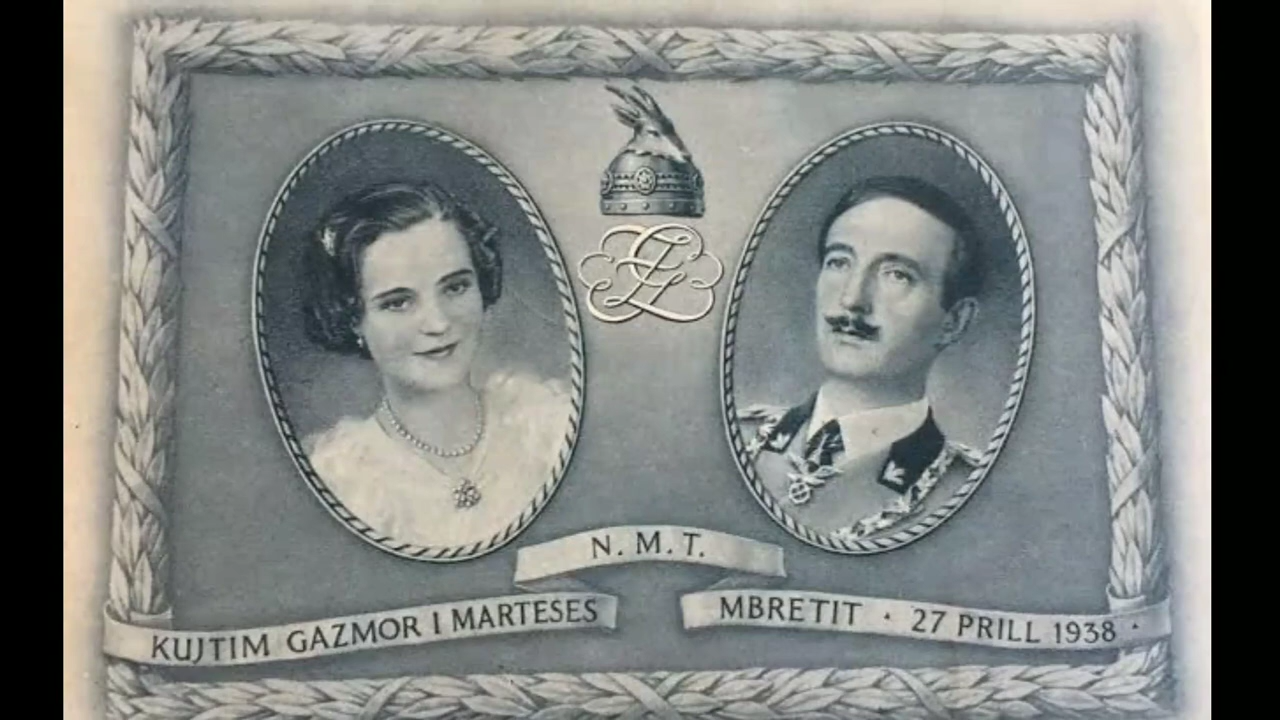 N. M. T.
KUJTIM GAZMOR I MARTESES MBRETIT · 27 PRILL 1938 ·